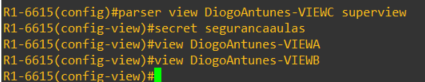 R1-6615(config)#parser view DiogoAntunes-VIEWC superview
R1-6615(config-view)#secret segurancaaulas
R1-6615(config-view)#view DiogoAntunes-VIEWA
R1-6615(config-view)#view DiogoAntunes-VIEWB
R1-6615(config-view)#